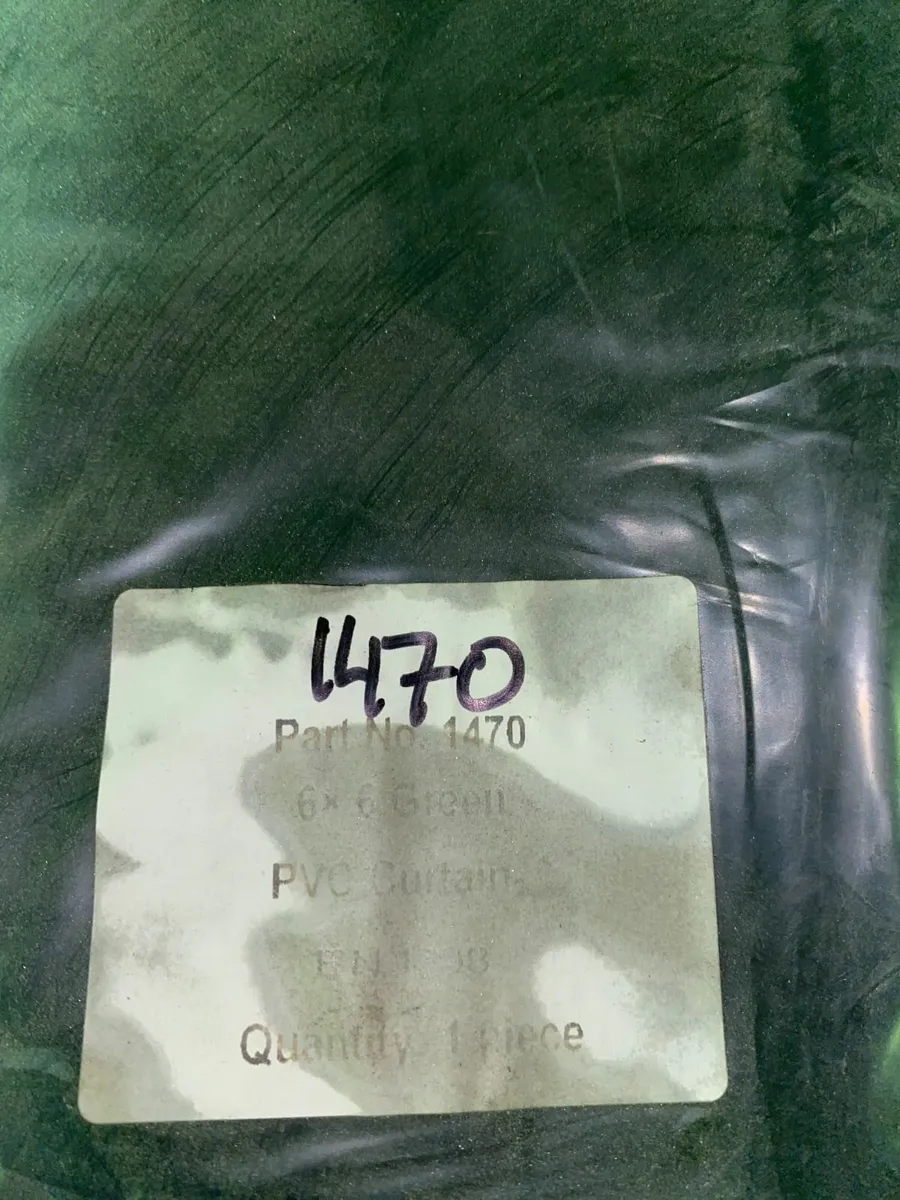 1470
Part No. 1470
6× 6 Green
PVC Curtain
Quantity 1 piece